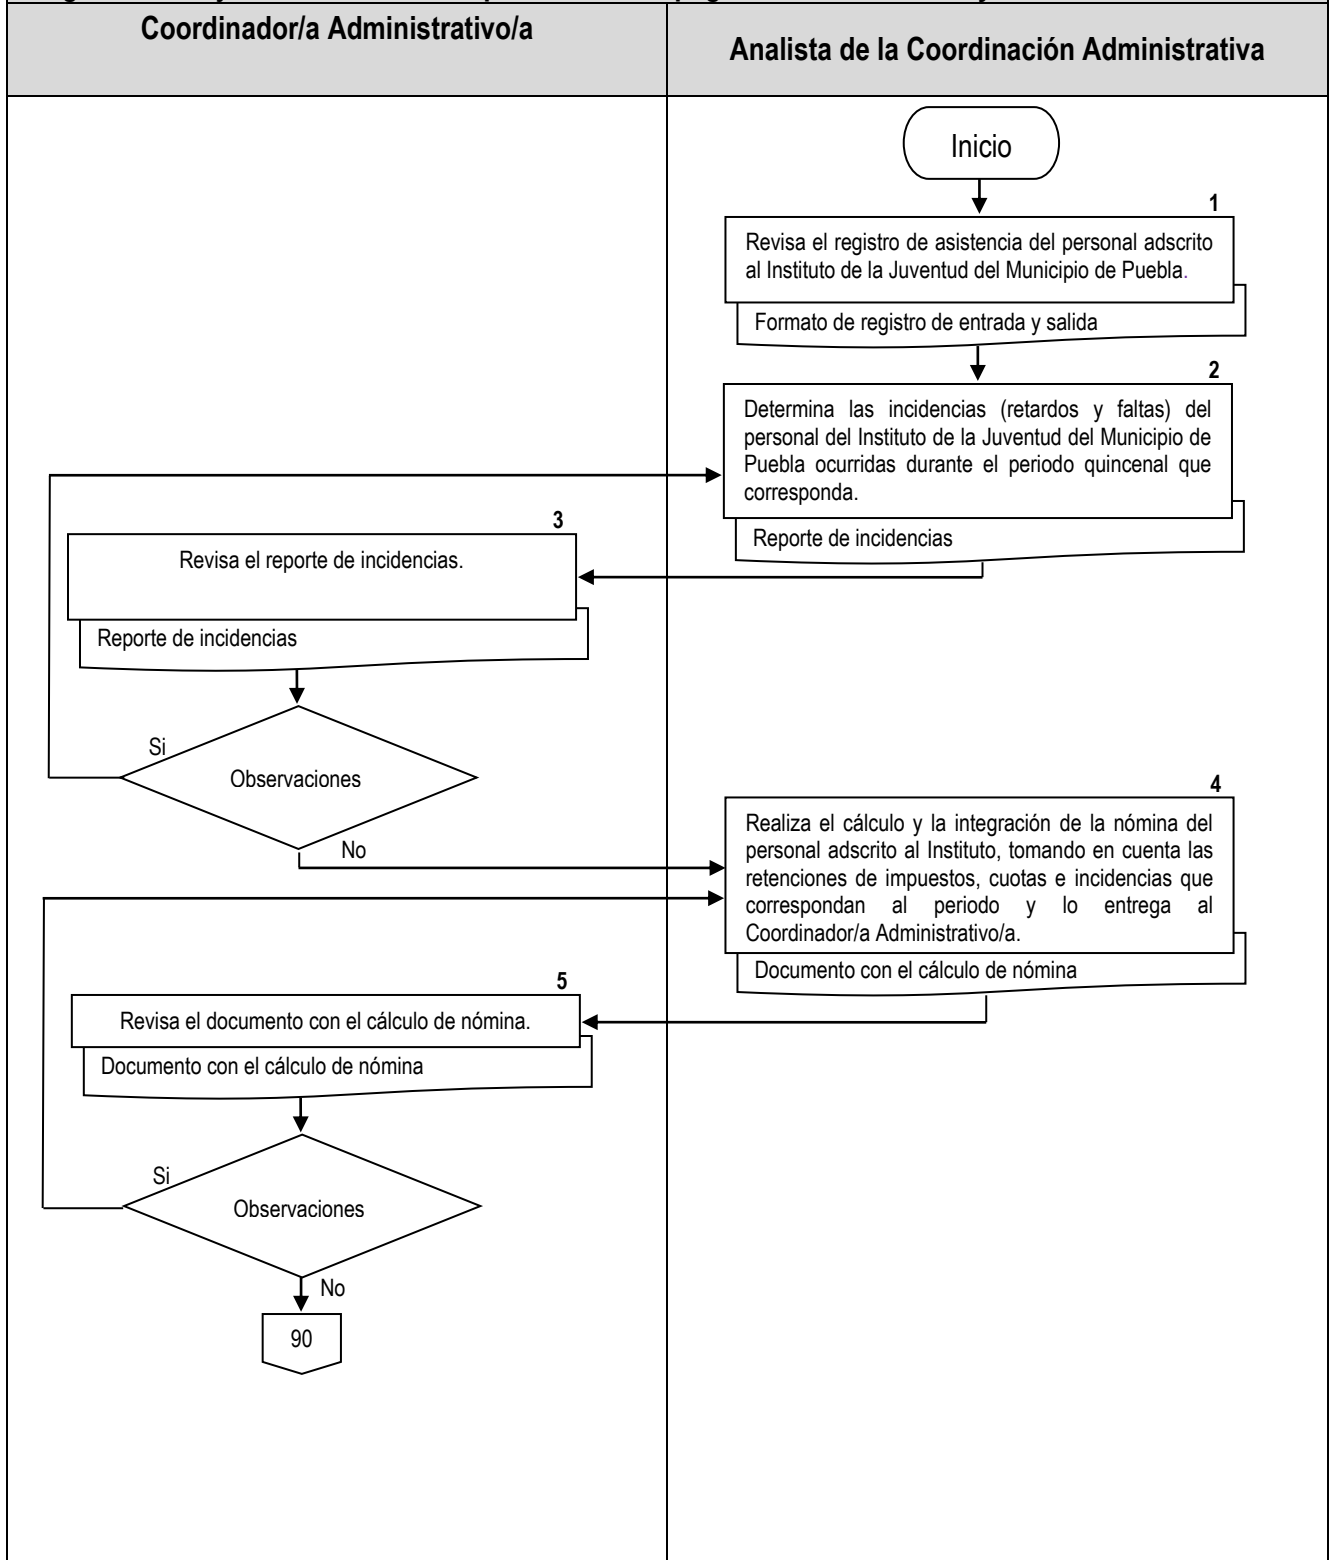 Coordinador/a Administrativo/a
Analista de la Coordinación Administrativa
Inicio
1
Revisa el registro de asistencia del personal adscrito
al Instituto de la Juventud del Municipio de Puebla.
Formato de registro de entrada y salida
2
Determina las incidencias (retardos y faltas) del
personal del Instituto de la Juventud del Municipio de
Puebla ocurridas durante el periodo quincenal que
corresponda.
Reporte de incidencias
3
Revisa el reporte de incidencias.
Reporte de incidencias
Si
Observaciones
No
4
Realiza el cálculo y la integración de la nómina del
personal adscrito al Instituto, tomando en cuenta las
retenciones de impuestos, cuotas e incidencias que
correspondan al periodo y lo entrega al
Coordinador/a Administrativo/a.
Documento con el cálculo de nómina
5
Revisa el documento con el cálculo de nómina.
Documento con el cálculo de nómina
Si
Observaciones
No
90